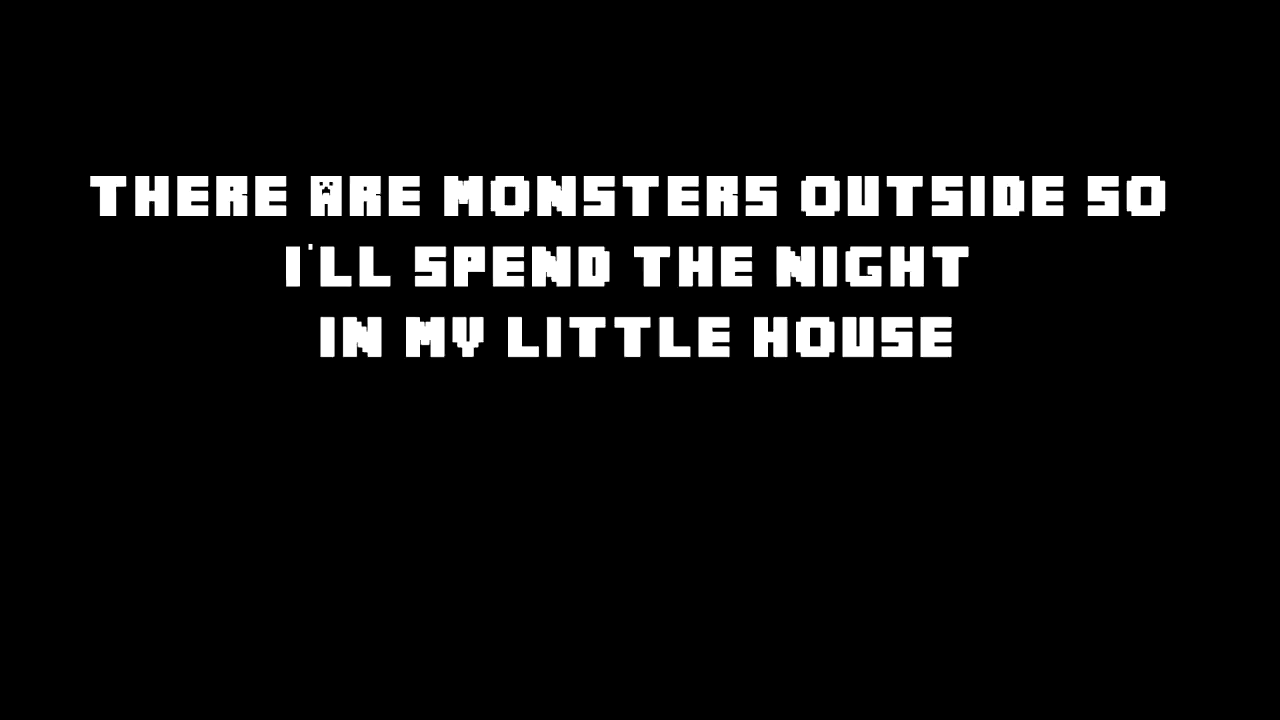 THERE ARE MONSTERS OUTSIDE SO
I'LL SPEND THE NIGHT
IN MY LITTLE HOUSE